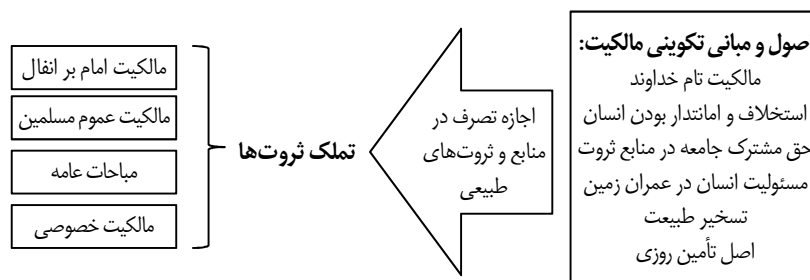 صول و مبانی تکوینی مالکیت:
مالکیت تام خداوند
استخلاف و امانتدار بودن انسان
حق مشترک جامعه در منابع ثروت
مسئولیت انسان در عمران زمین
تسخیر طبیعت
اصل تأمین روزی
اجازه تصرف در
منابع و ثروت‌های
طبیعی
تملک ثروت‌ها
مالکیت امام بر انفال
مالکیت عموم مسلمین
مباحات عامه
مالکیت خصوصی